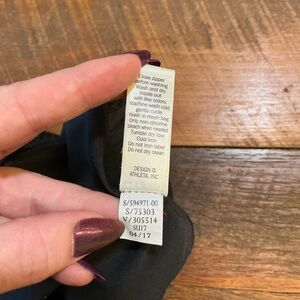 Close zipper
before washing
Wash and dry
inside out
with like colors
Machine wash cold
gentle cycle
Wash in mesh bag
Only non-chlorine
bleach when needed
Tumble dry low
Cool iron
Do not iron label
Do not dry clean
DESIGN ©
ATHLETA, INC
S/594971-00
S/75303
V/305514
SU17
04/17